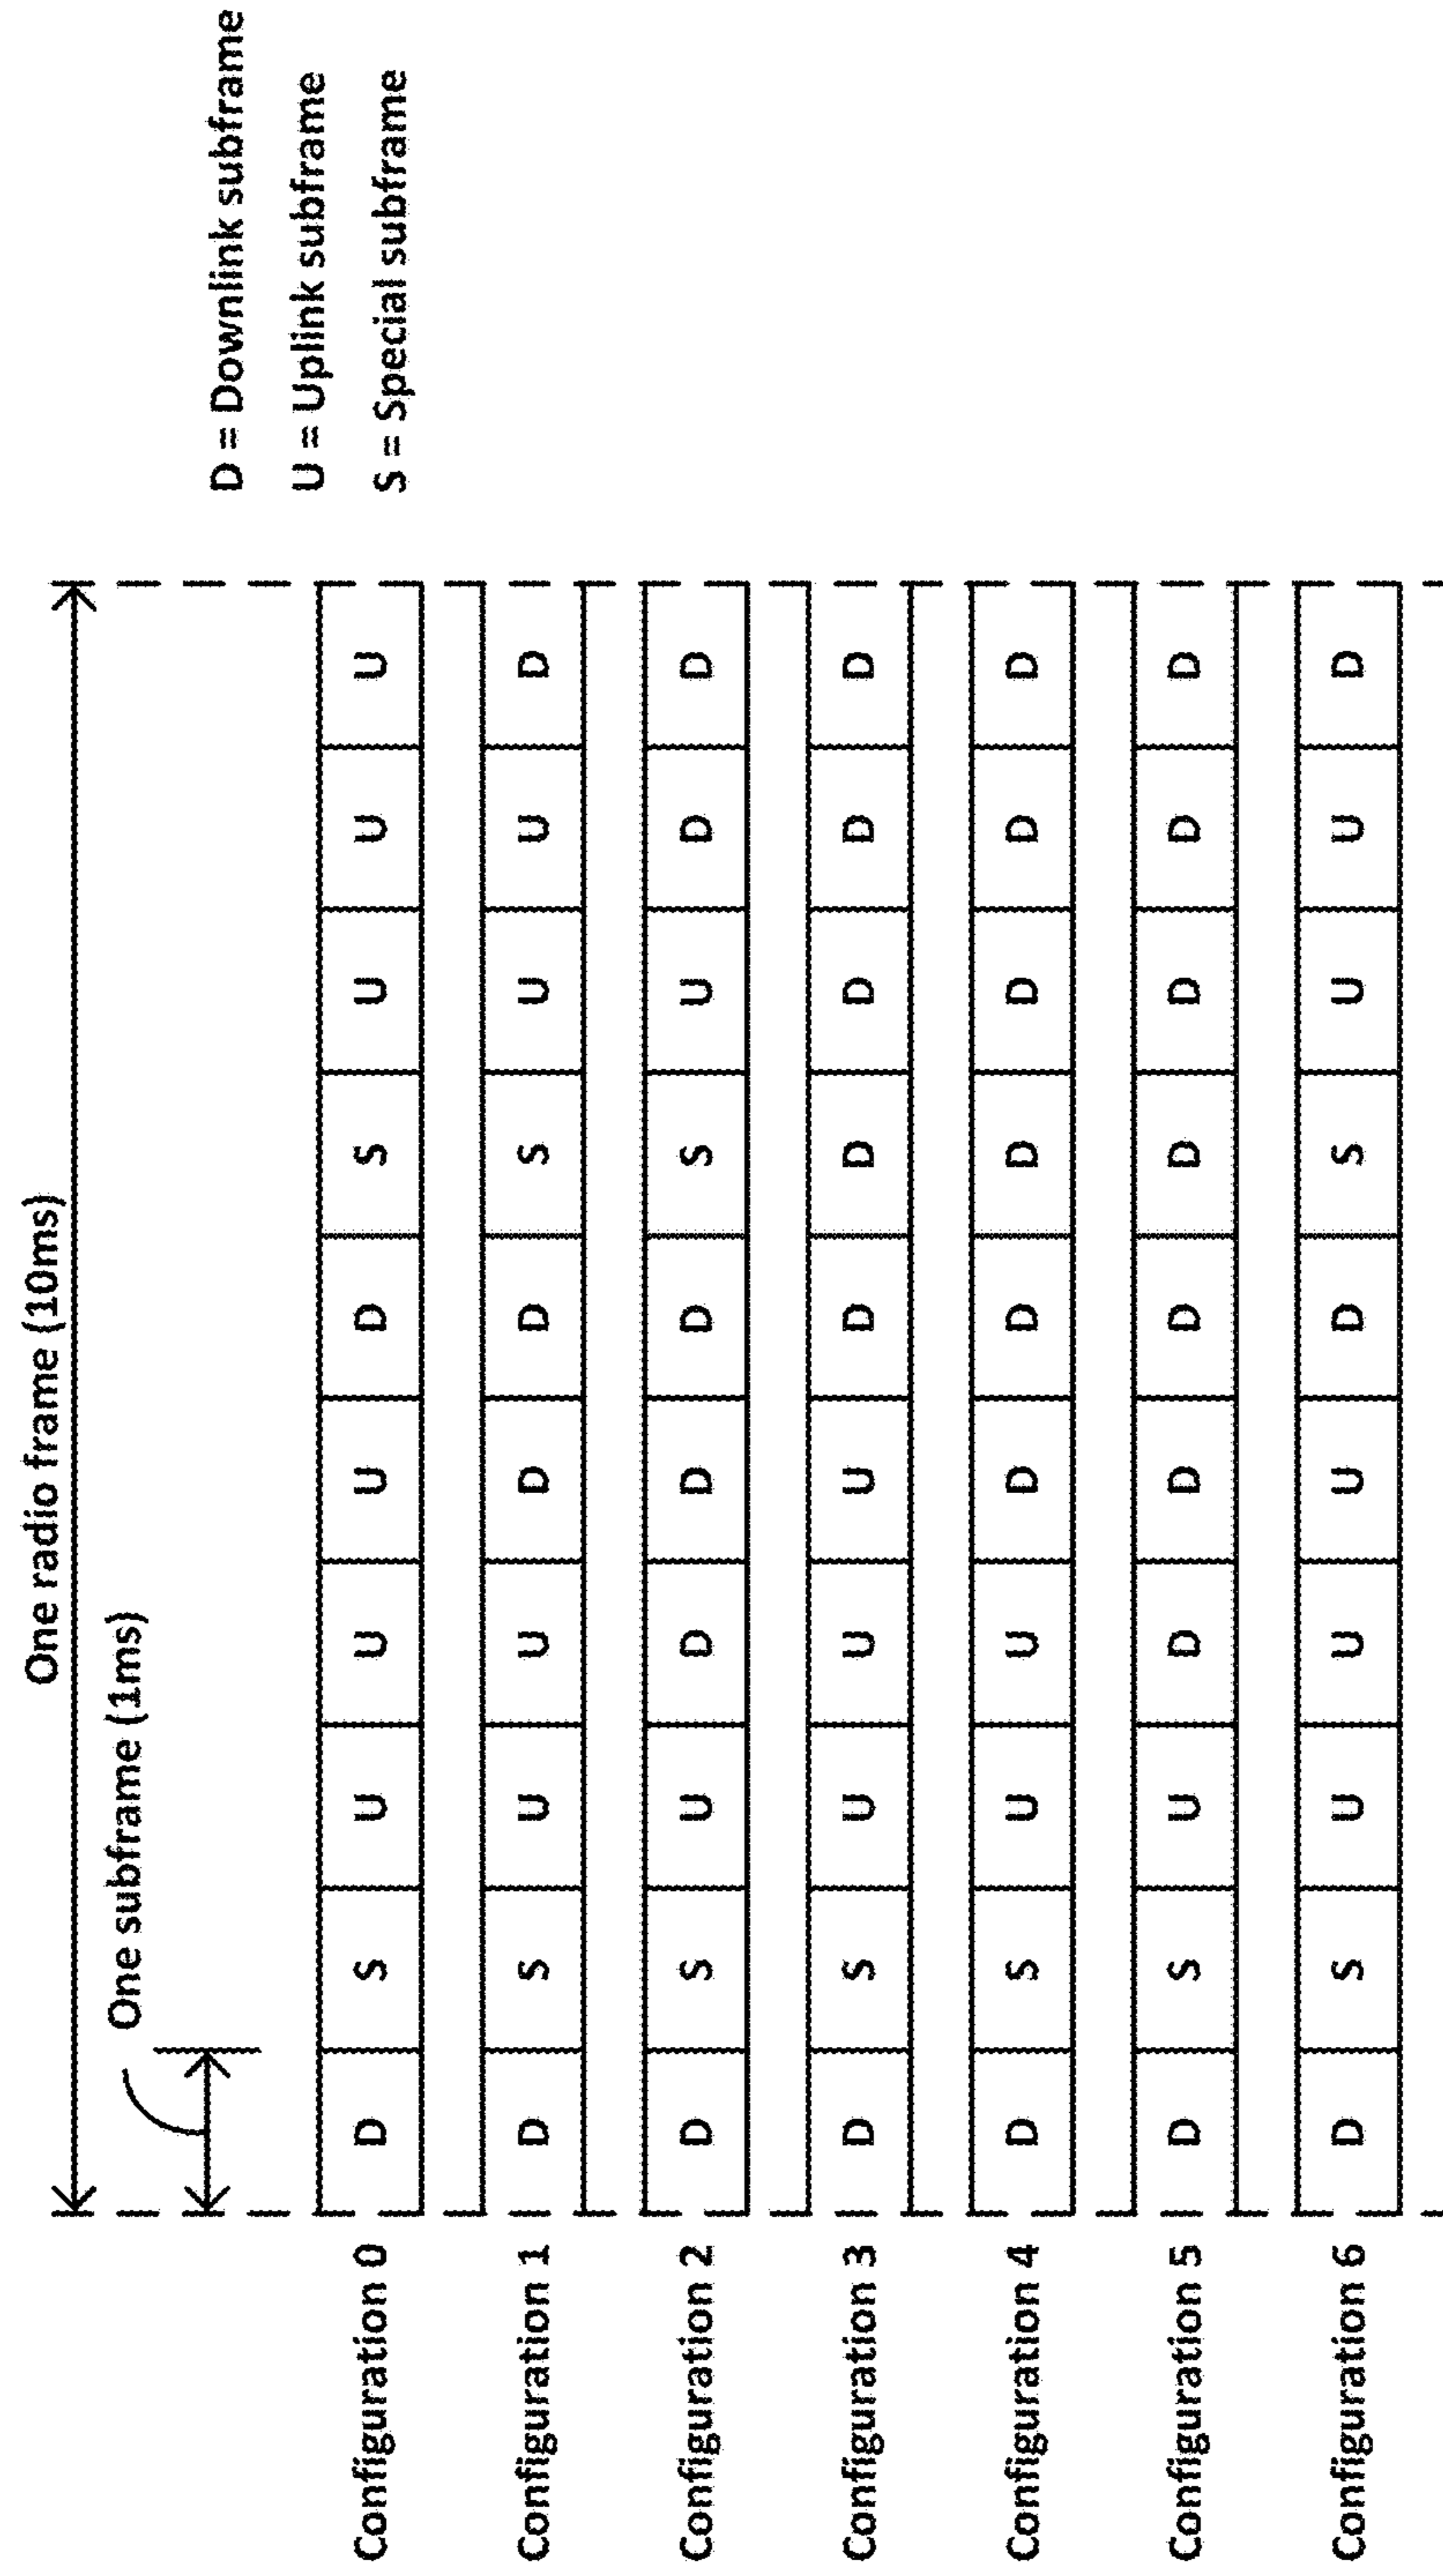 One radio frame (10ms)
One subframe (1ms)
D = Downlink subframe
U = Uplink subframe
S = Special subframe
Configuration 0 D S U U U D S U U U
Configuration 1 D S U U D D S U U D
Configuration 2 D S U D D D S U D D
Configuration 3 D S U U U D D D D D
Configuration 4 D S U U D D D D D D
Configuration 5 D S U D D D D D D D
Configuration 6 D S U U U D S U U D